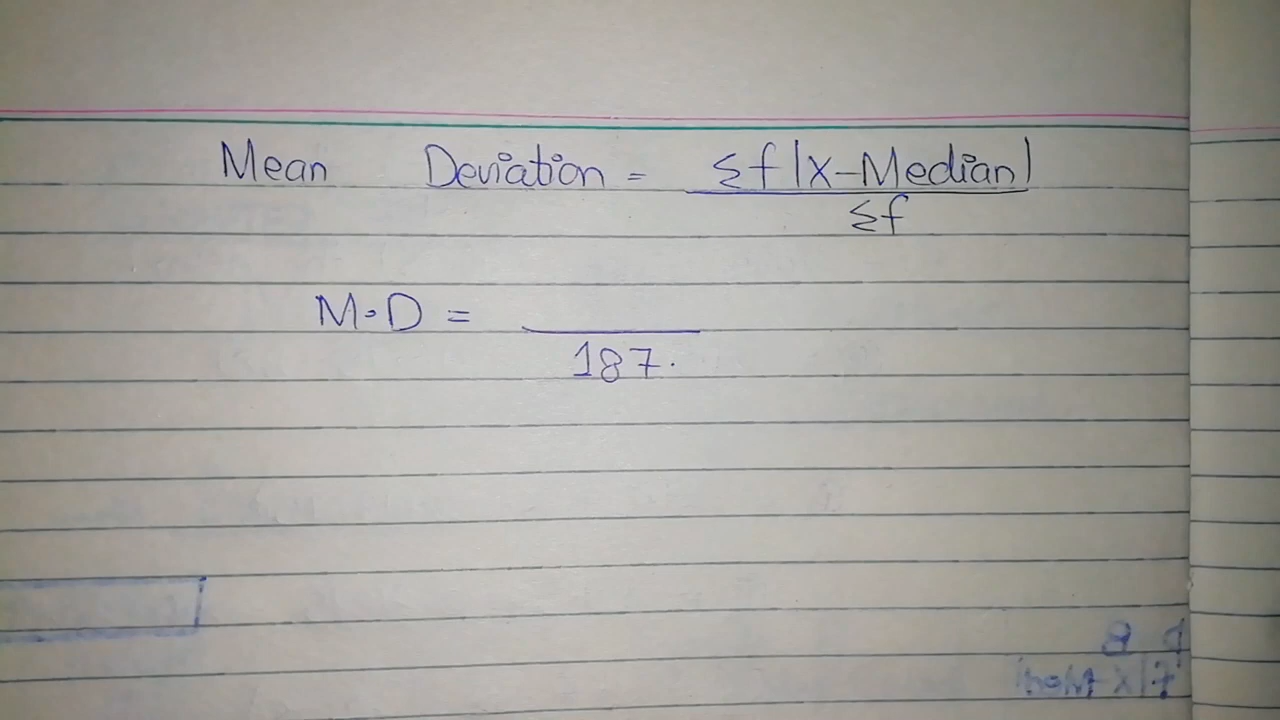 Mean Deviation = Σf|X-Median|
Σf
M.D =
187.